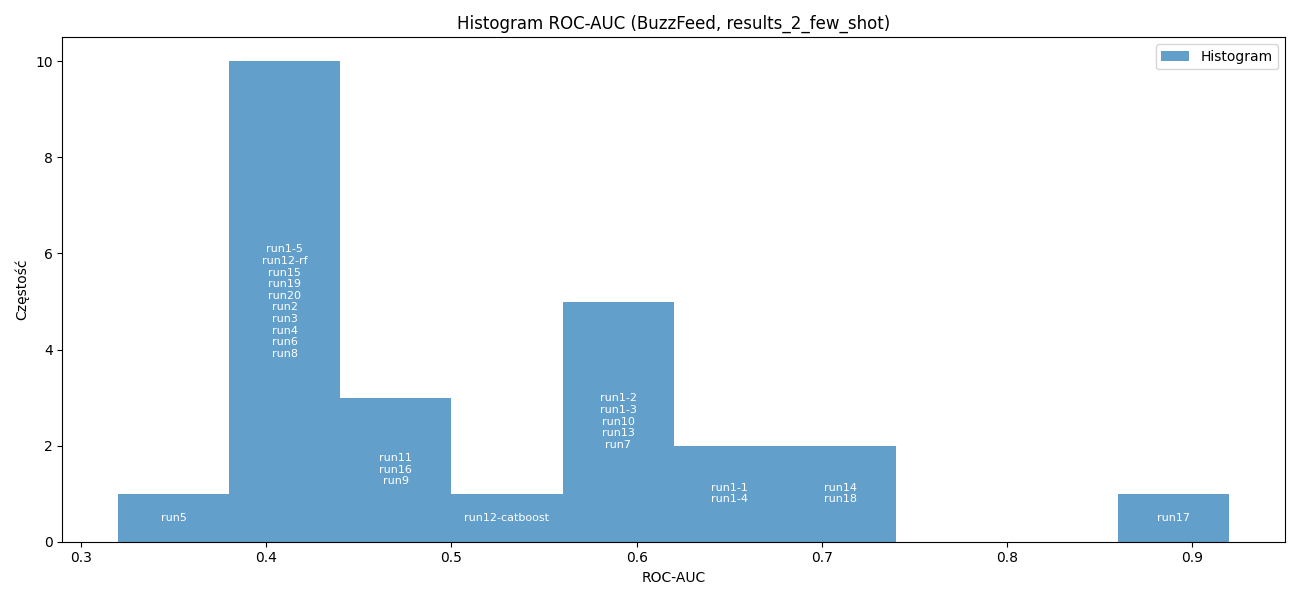 Histogram ROC-AUC (BuzzFeed, results_2_few_shot)
Histogram
10
8
6
4
2
0
Częstość
run5
run1-5
run12-rf
run15
run19
run20
run2
run3
run4
run6
run8
run11
run16
run9
run12-catboost
run1-2
run1-3
run10
run13
run7
run1-1
run1-4
run14
run18
run17
0.3 0.4 0.5 0.6 0.7 0.8 0.9
ROC-AUC